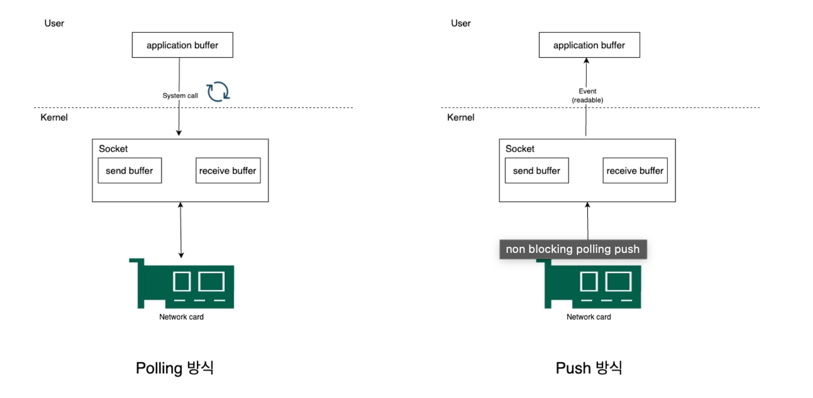 User
application buffer
System call
Kernel
Socket
send buffer
receive buffer
Network card
Polling 방식
User
application buffer
Event
(readable)
Kernel
Socket
send buffer
receive buffer
non blocking polling push
Network card
Push 방식